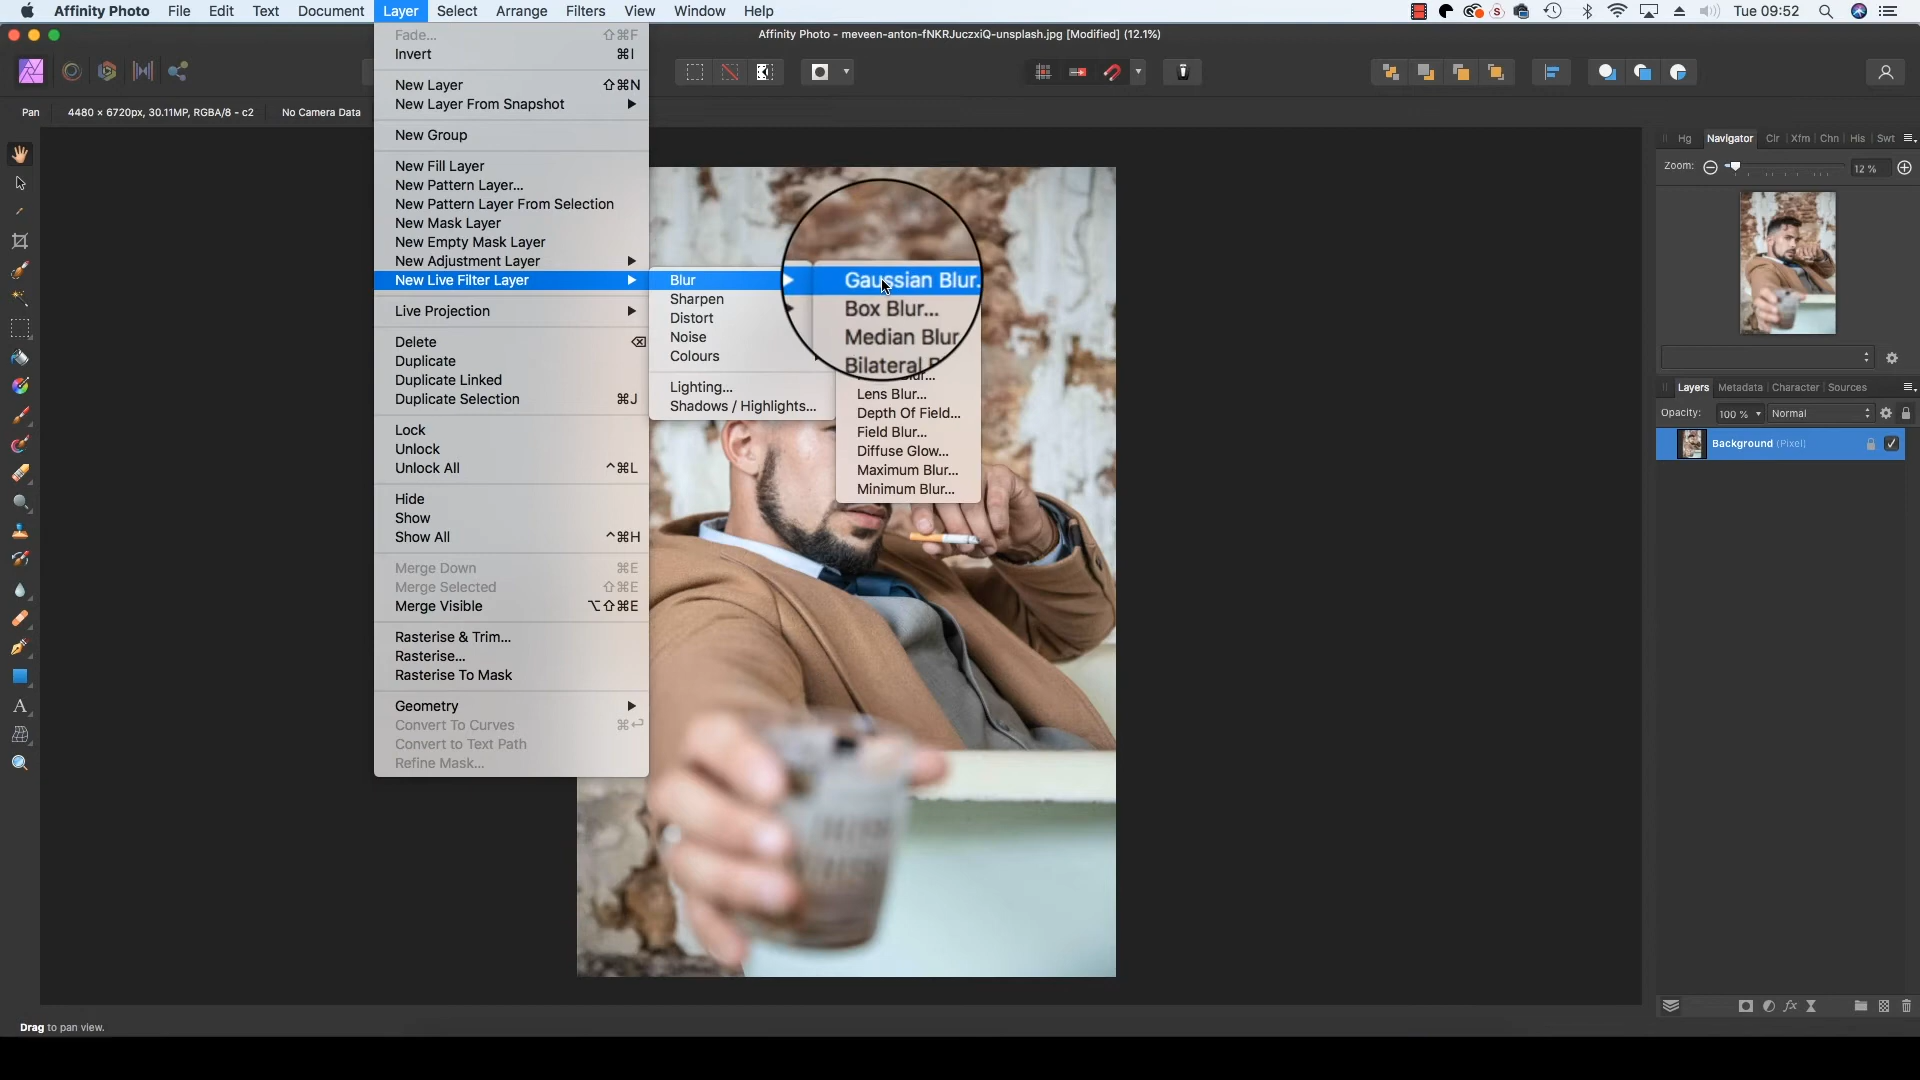 Affinity Photo File Edit Text Document Layer Select Arrange Filters View Window Help Tue 09:52
Affinity Photo - meveen-anton-fNKRJuczxiQ-unsplash.jpg [Modified] (12.1%)
Pan 4480 × 6720px, 30.11MP, RGBA/8 - c2 No Camera Data
Fade... ⇧⌘F
Invert ⌘I
New Layer ⇧⌘N
New Layer From Snapshot
New Group
New Fill Layer
New Pattern Layer...
New Pattern Layer From Selection
New Mask Layer
New Empty Mask Layer
New Adjustment Layer
New Live Filter Layer
Live Projection
Delete ⌫
Duplicate
Duplicate Linked
Duplicate Selection ⌘J
Lock
Unlock
Unlock All ^⌘L
Hide
Show
Show All ^⌘H
Merge Down ⌘E
Merge Selected ⇧⌘E
Merge Visible ⌥⇧⌘E
Rasterise & Trim...
Rasterise...
Rasterise To Mask
Geometry
Convert To Curves ⌘↩
Convert to Text Path
Refine Mask...
Blur
Sharpen
Distort
Noise
Colours
Lighting...
Shadows / Highlights...
Gaussian Blur.
Box Blur...
Median Blur
Bilateral
Lens Blur...
Depth Of Field...
Field Blur...
Diffuse Glow...
Maximum Blur...
Minimum Blur...
Hg Navigator Clr Xfm Chn His Swt
Zoom: 12 %
Layers Metadata Character Sources
Opacity: 100 % Normal
Background (Pixel)
fx
Drag to pan view.